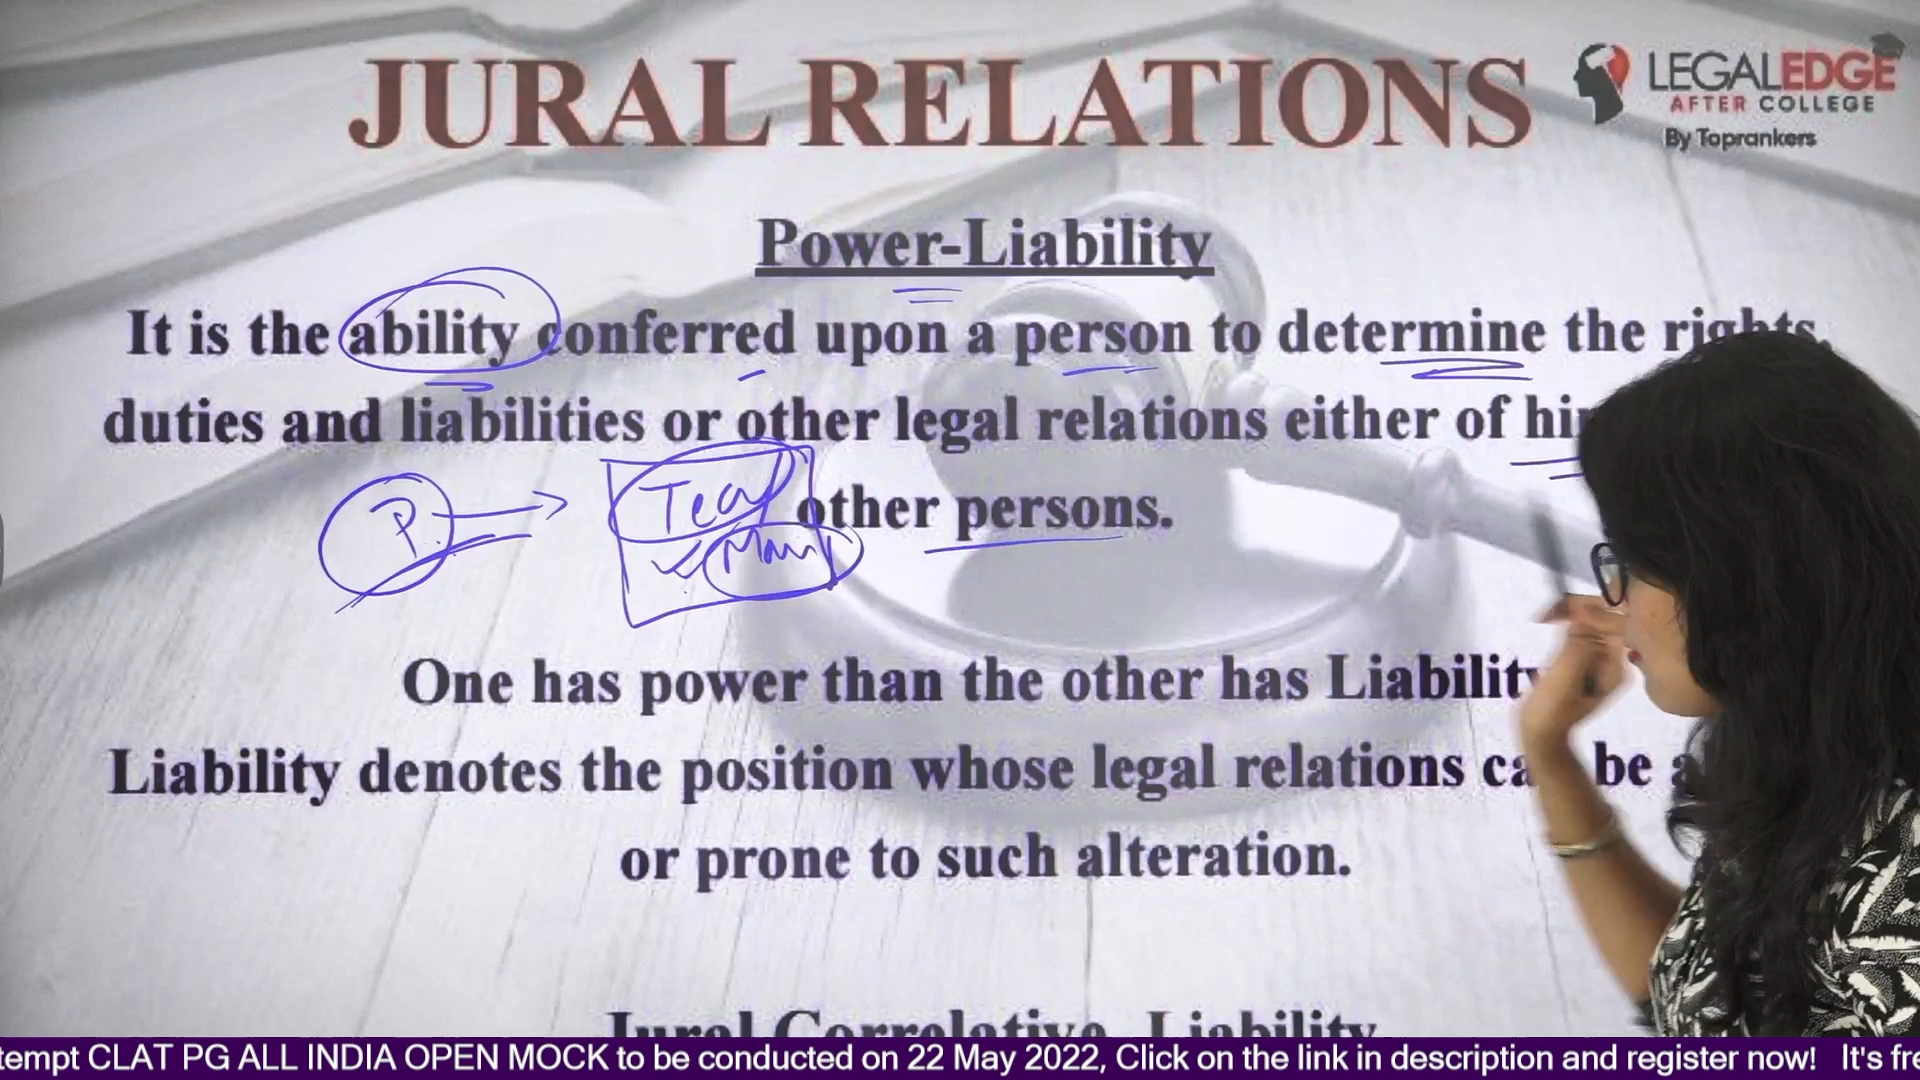 JURAL RELATIONS
LEGALEDGE
AFTER COLLEGE
By Toprankers
Power-Liability
It is the ability conferred upon a person to determine the rights,
duties and liabilities or other legal relations either of
other persons.
P.
One has power than the other has Liability
Liability denotes the position whose legal relations can be
or prone to such alteration.
Jural Correlative Liability
tempt CLAT PG ALL INDIA OPEN MOCK to be conducted on 22 May 2022, Click on the link in description and register now! It's fre